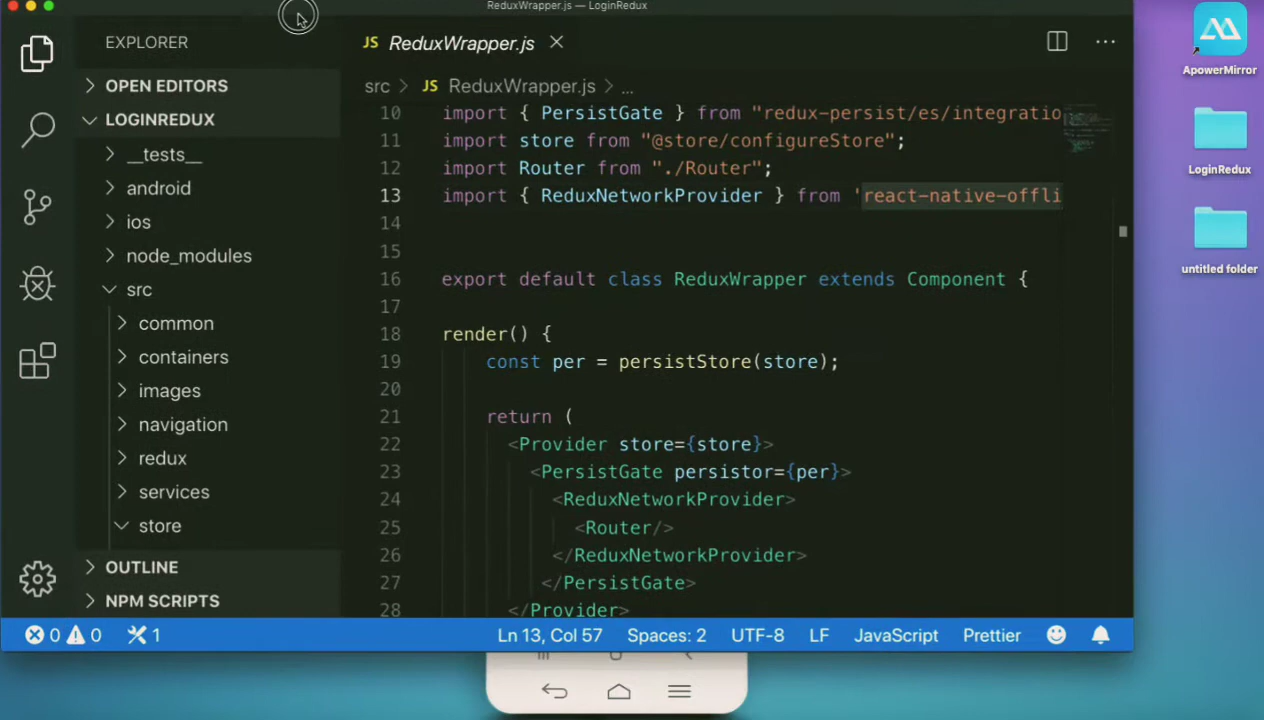 ReduxWrapper.js — LoginRedux
EXPLORER
OPEN EDITORS
LOGINREDUX
__tests__
android
ios
node_modules
src
common
containers
images
navigation
redux
services
store
OUTLINE
NPM SCRIPTS
JS ReduxWrapper.js
src > JS ReduxWrapper.js > ...
10 import { PersistGate } from "redux-persist/es/integratio
11 import store from "@store/configureStore";
12 import Router from "./Router";
13 import { ReduxNetworkProvider } from 'react-native-offli
14
15
16 export default class ReduxWrapper extends Component {
17
18 render() {
19 const per = persistStore(store);
20
21 return (
22 <Provider store={store}>
23 <PersistGate persistor={per}>
24 <ReduxNetworkProvider>
25 <Router/>
26 </ReduxNetworkProvider>
27 </PersistGate>
28 </Provider>
0 0 1 Ln 13, Col 57 Spaces: 2 UTF-8 LF JavaScript Prettier
ApowerMirror
LoginRedux
untitled folder